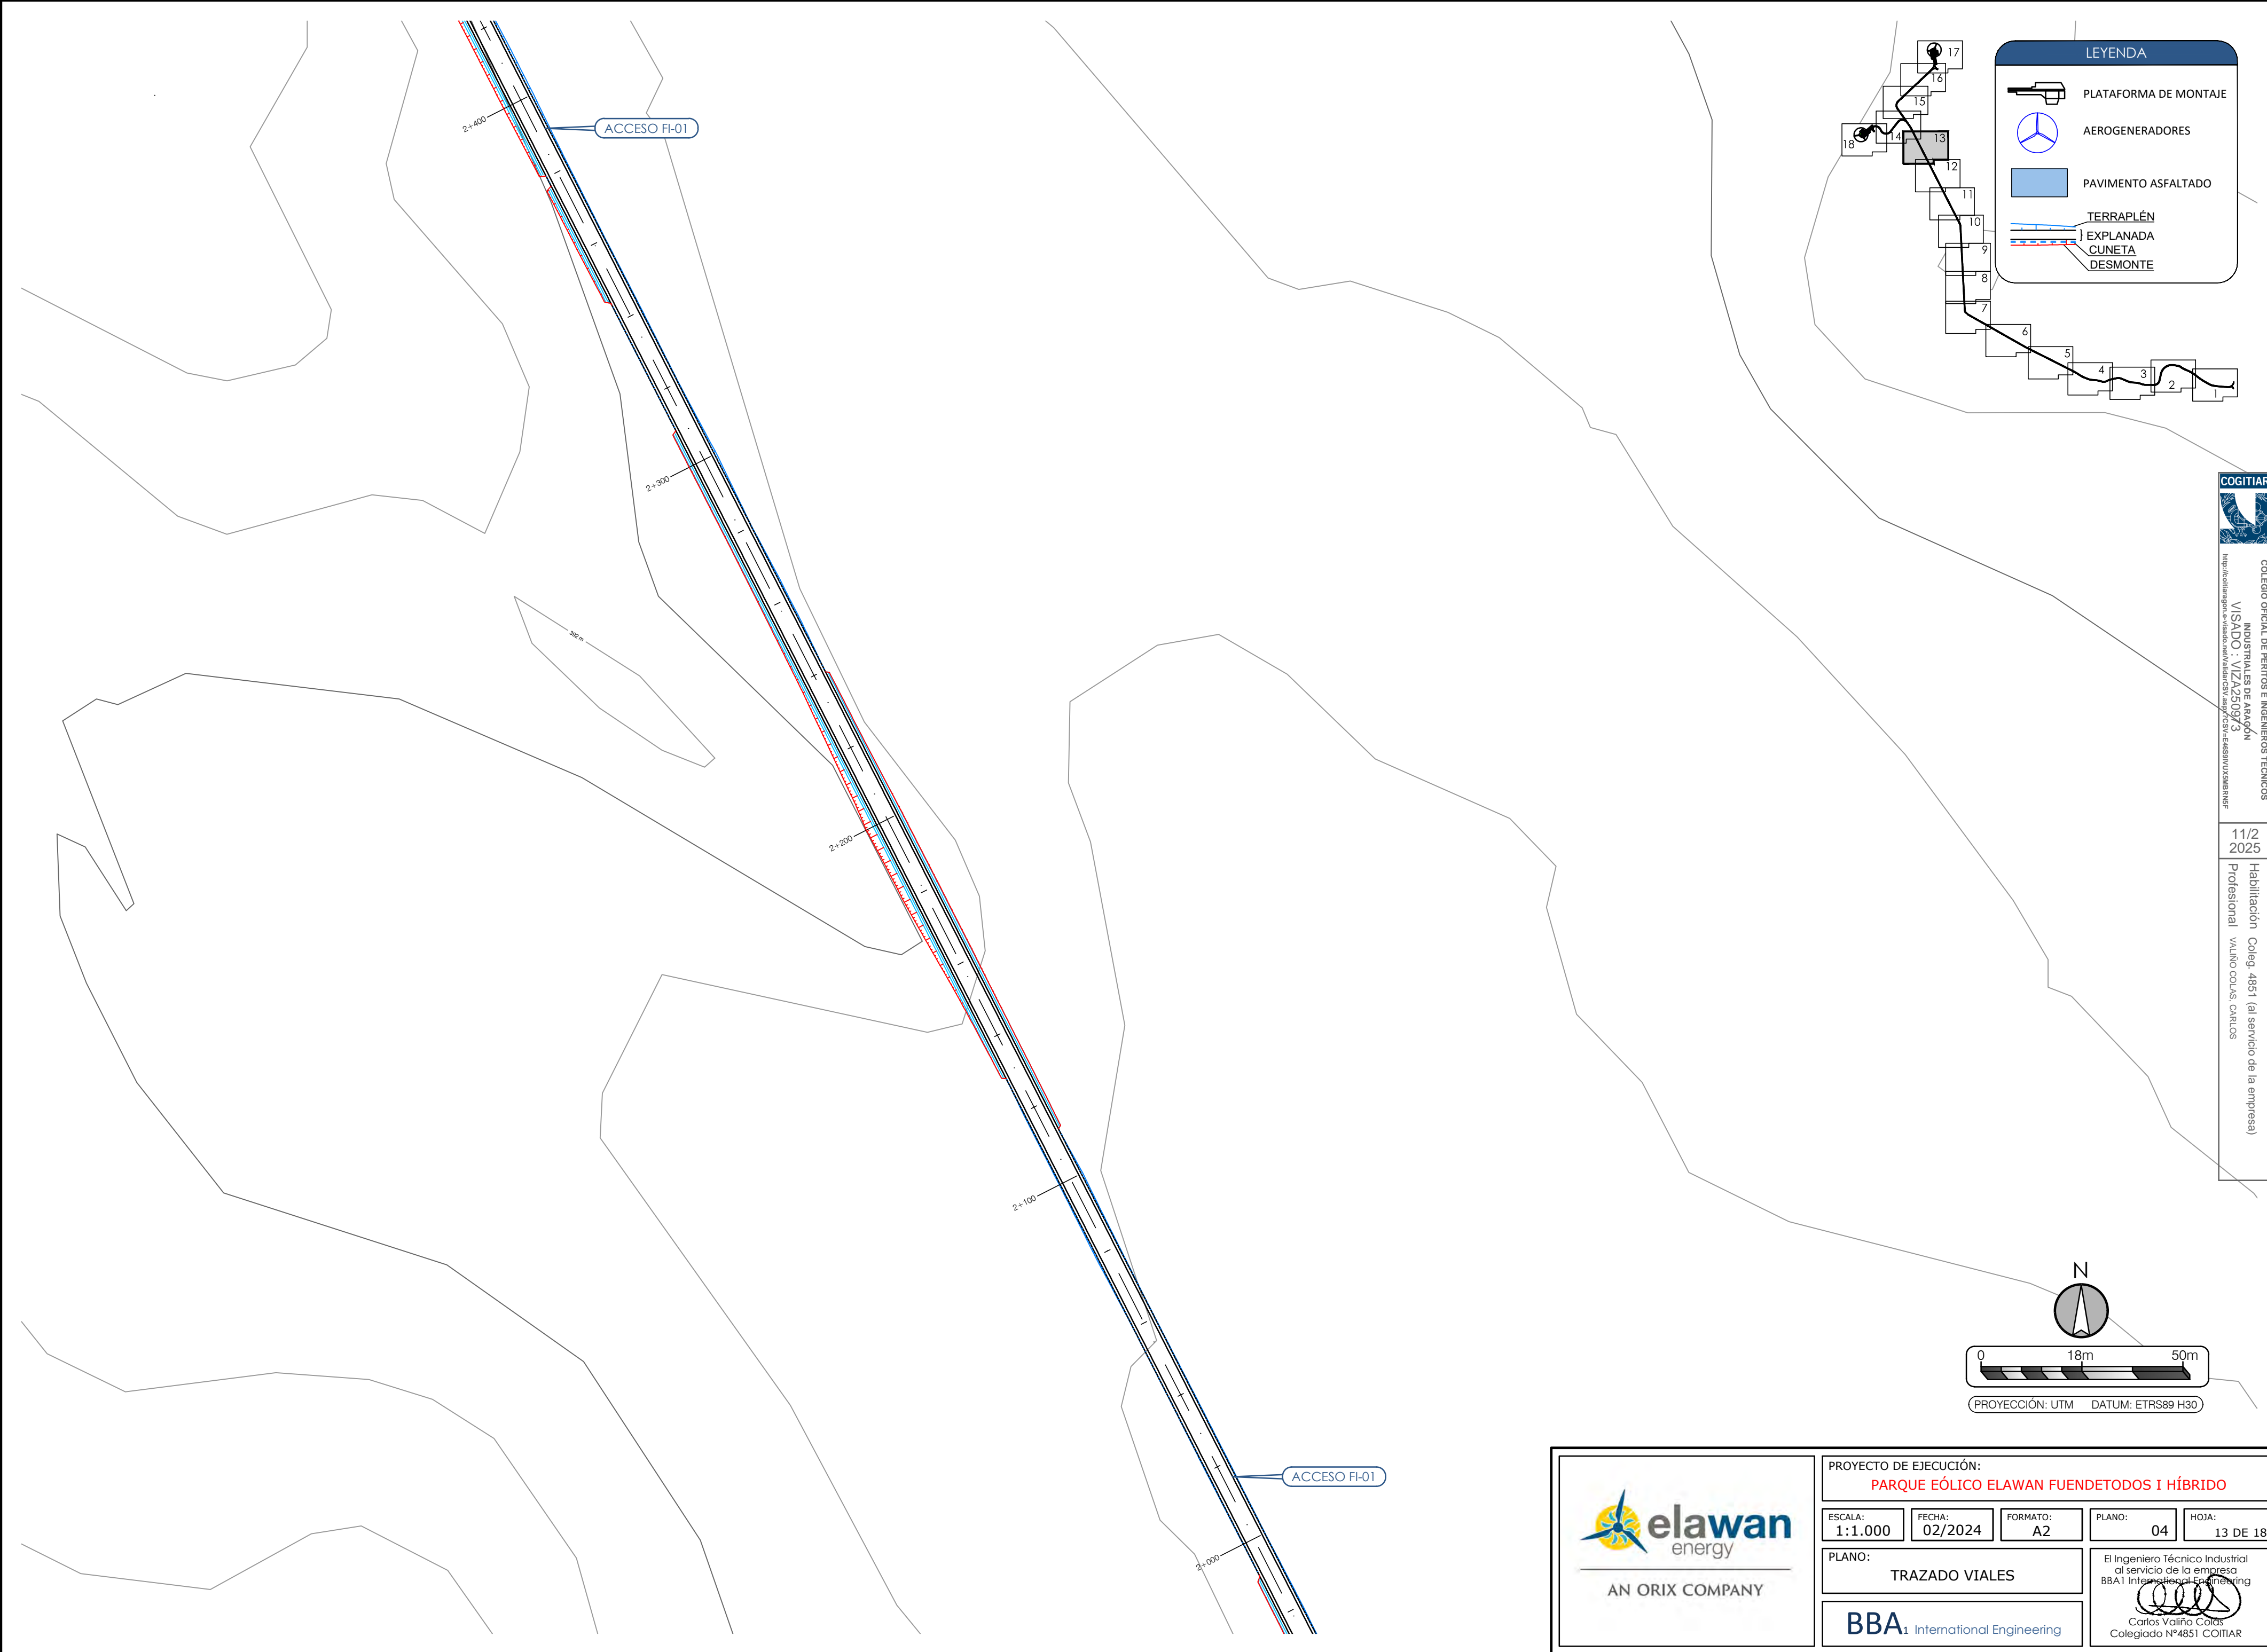 2+400
ACCESO FI-01
2+300
392 m
2+200
2+100
2+000
ACCESO FI-01
17
16
15
14
13
18
12
11
10
9
8
7
6
5
4
3
2
1
LEYENDA
PLATAFORMA DE MONTAJE
AEROGENERADORES
PAVIMENTO ASFALTADO
TERRAPLÉN
} EXPLANADA
CUNETA
DESMONTE
COGITIAR
COLEGIO OFICIAL DE PERITOS E INGENIEROS TÉCNICOS
INDUSTRIALES DE ARAGÓN
VISADO : VIZA250973
11/2
2025
Habilitación Coleg. 4851 (al servicio de la empresa)
Profesional VALIÑO COLAS, CARLOS
N
0 18m 50m
PROYECCIÓN: UTM DATUM: ETRS89 H30
elawan
energy
AN ORIX COMPANY
PROYECTO DE EJECUCIÓN:
PARQUE EÓLICO ELAWAN FUENDETODOS I HÍBRIDO
ESCALA:
1:1.000
FECHA:
02/2024
FORMATO:
A2
PLANO:
04
HOJA:
13 DE 18
PLANO:
TRAZADO VIALES
BBA1 International Engineering
El Ingeniero Técnico Industrial
al servicio de la empresa
BBA1 International Engineering
Carlos Valiño Colás
Colegiado Nº4851 COITIAR